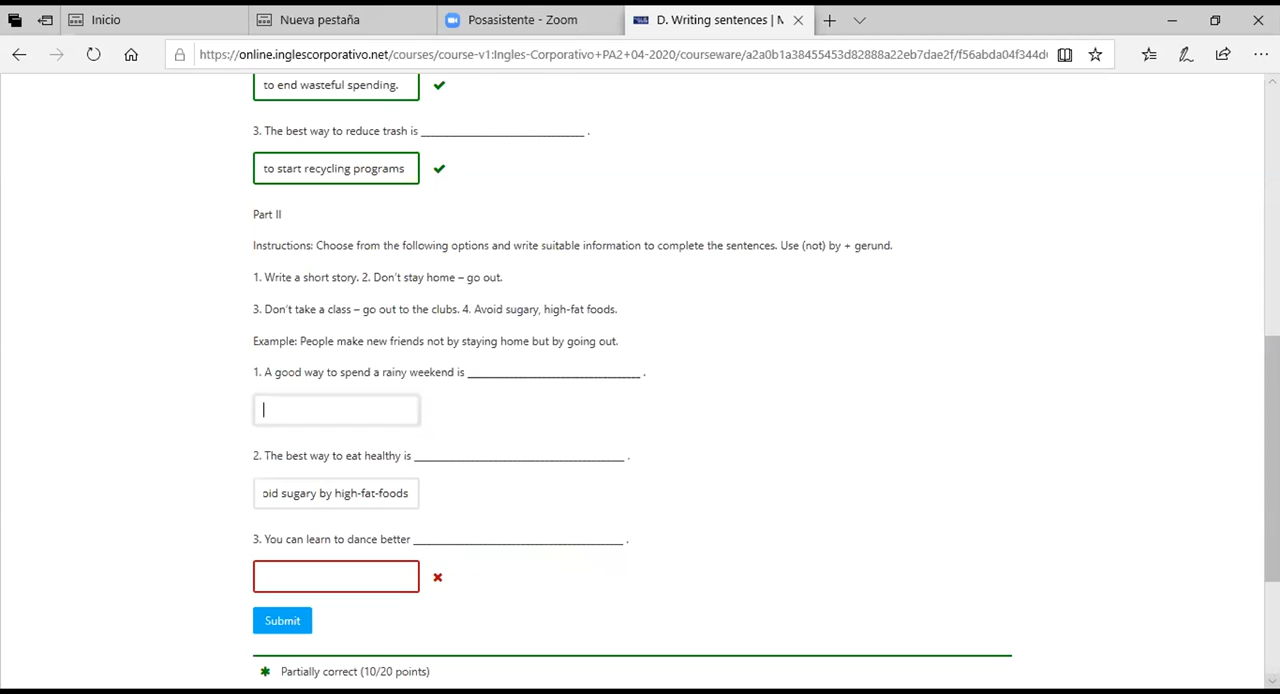 Inicio
Nueva pestaña
Posasistente - Zoom
D. Writing sentences | M
https://online.inglescorporativo.net/courses/course-v1:Ingles-Corporativo+PA2+04-2020/courseware/a2a0b1a38455453d82888a22eb7dae2f/f56abda04f344d
to end wasteful spending.
3. The best way to reduce trash is ____________________________ .
to start recycling programs
Part II
Instructions: Choose from the following options and write suitable information to complete the sentences. Use (not) by + gerund.
1. Write a short story. 2. Don't stay home – go out.
3. Don't take a class – go out to the clubs. 4. Avoid sugary, high-fat foods.
Example: People make new friends not by staying home but by going out.
1. A good way to spend a rainy weekend is ______________________________ .
2. The best way to eat healthy is ____________________________________ .
oid sugary by high-fat-foods
3. You can learn to dance better ____________________________________ .
Submit
Partially correct (10/20 points)